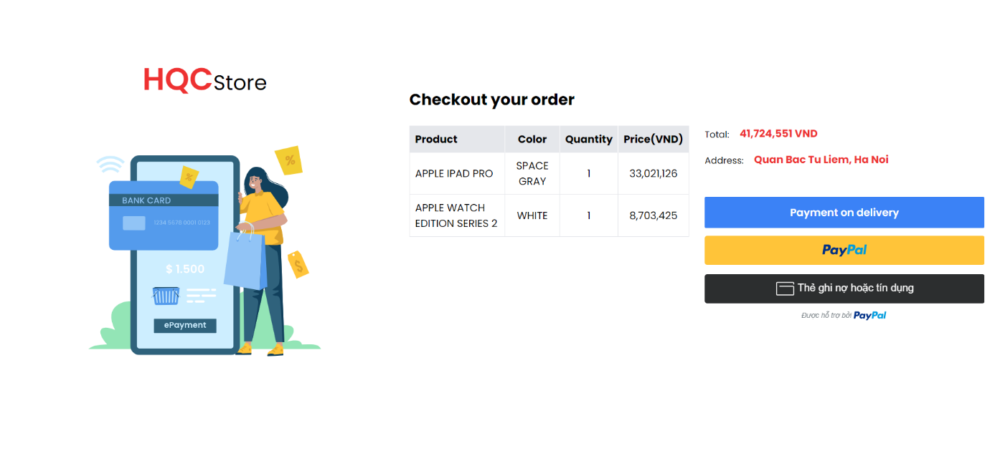 HQCStore
BANK CARD
1234 5678 0001 0123
%
%
$
$ 1.500
ePayment
Checkout your order
Product Color Quantity Price(VND)
APPLE IPAD PRO SPACE GRAY 1 33,021,126
APPLE WATCH EDITION SERIES 2 WHITE 1 8,703,425
Total: 41,724,551 VND
Address: Quan Bac Tu Liem, Ha Noi
Payment on delivery
PayPal
Thẻ ghi nợ hoặc tín dụng
Được hỗ trợ bởi PayPal